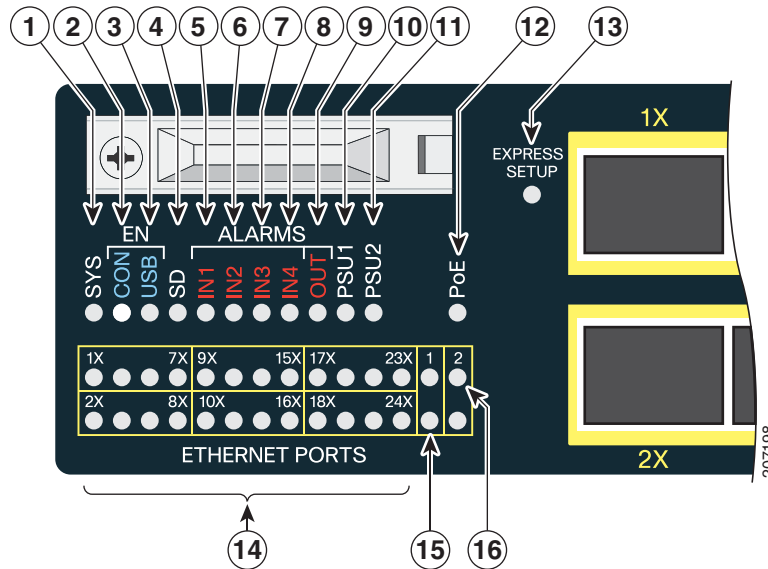 1 2 3 4 5 6 7 8 9 10 11 12 13
1X
EXPRESS
SETUP
EN ALARMS
SYS CON USB SD IN1 IN2 IN3 IN4 OUT PSU1 PSU2 PoE
1X 7X 9X 15X 17X 23X 1 2
2X 8X 10X 16X 18X 24X
ETHERNET PORTS
2X
207198
14 15 16